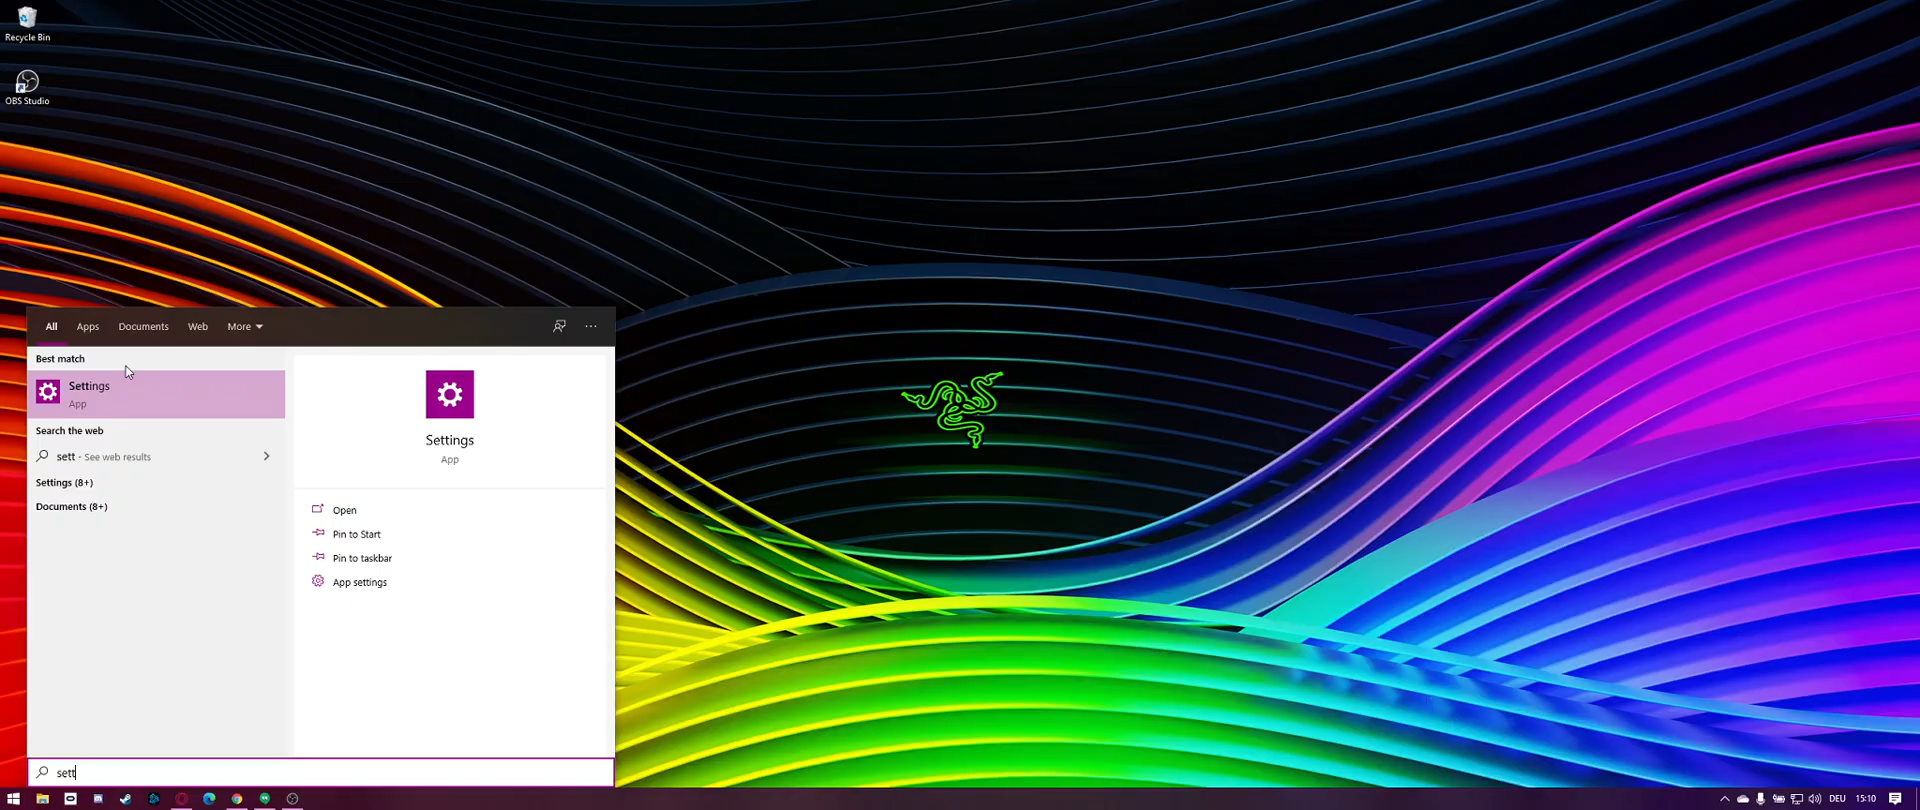 Recycle Bin
OBS Studio
All Apps Documents Web More
Best match
Settings
App
Search the web
sett - See web results
Settings (8+)
Documents (8+)
Settings
App
Open
Pin to Start
Pin to taskbar
App settings
sett
DEU 15:10